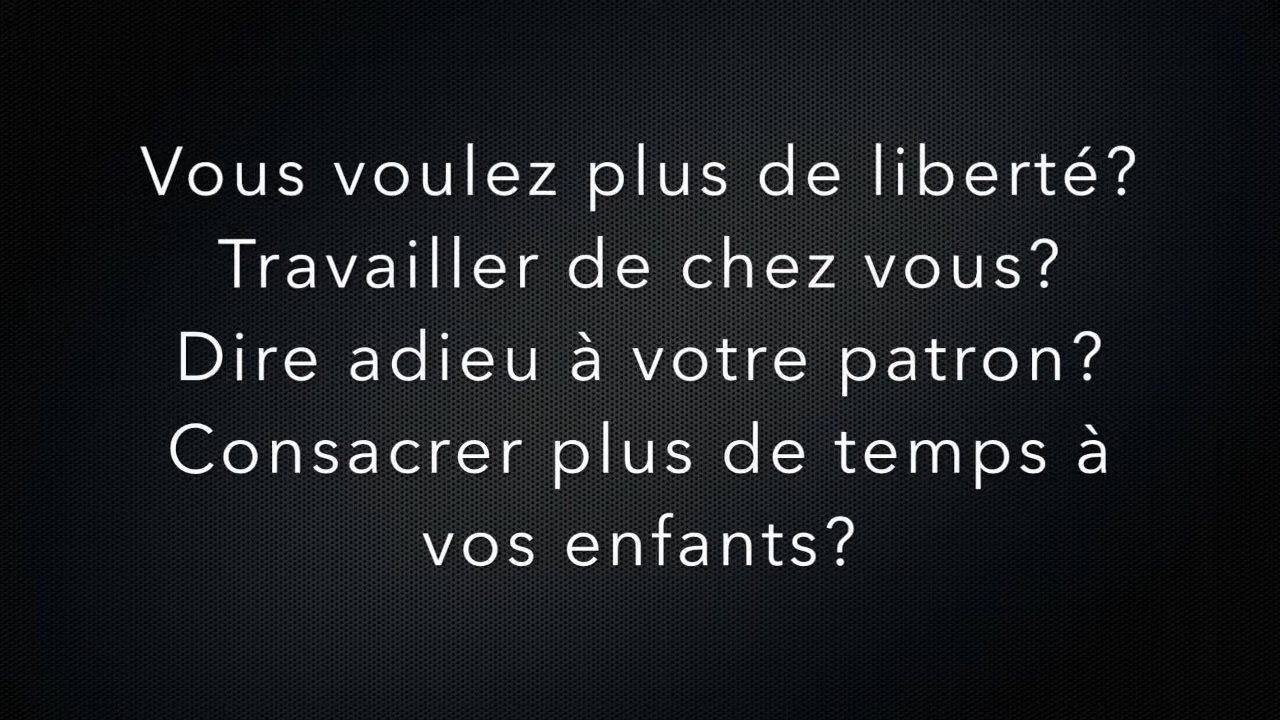 Vous voulez plus de liberté?
Travailler de chez vous?
Dire adieu à votre patron?
Consacrer plus de temps à
vos enfants?